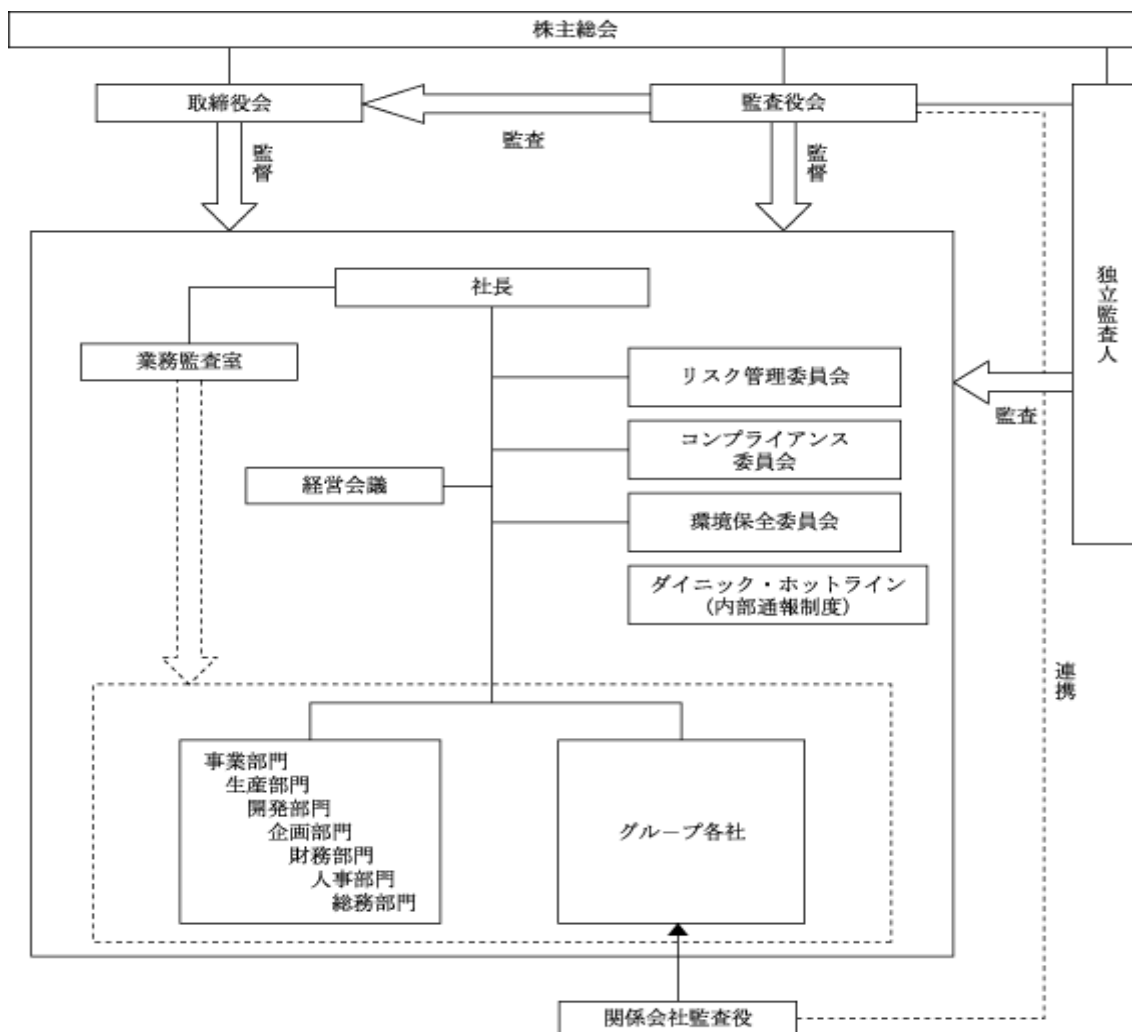 株主総会
取締役会
監査役会
監査
監督
監督
独立監査人
社長
業務監査室
リスク管理委員会
監査
コンプライアンス
委員会
経営会議
環境保全委員会
ダイニック・ホットライン
(内部通報制度)
連携
事業部門
生産部門
開発部門
企画部門
財務部門
人事部門
総務部門
グループ各社
関係会社監査役